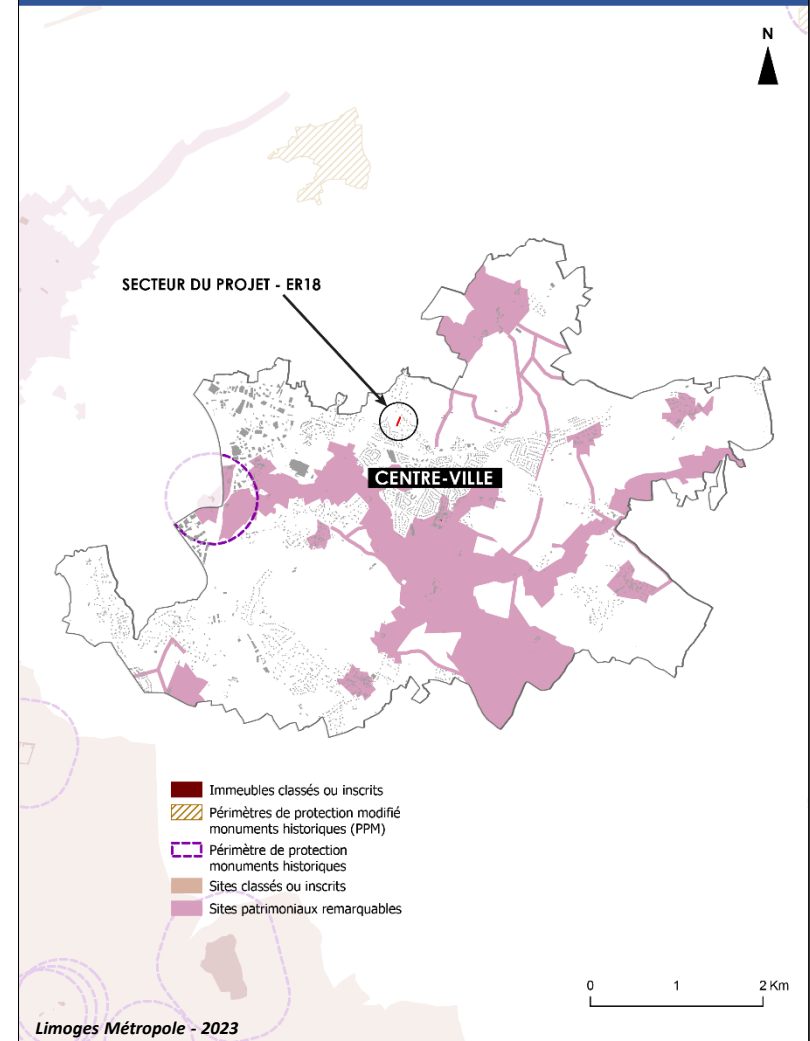 N
SECTEUR DU PROJET - ER18
CENTRE-VILLE
Immeubles classés ou inscrits
Périmètres de protection modifié
monuments historiques (PPM)
Périmètre de protection
monuments historiques
Sites classés ou inscrits
Sites patrimoniaux remarquables
0 1 2 Km
Limoges Métropole - 2023